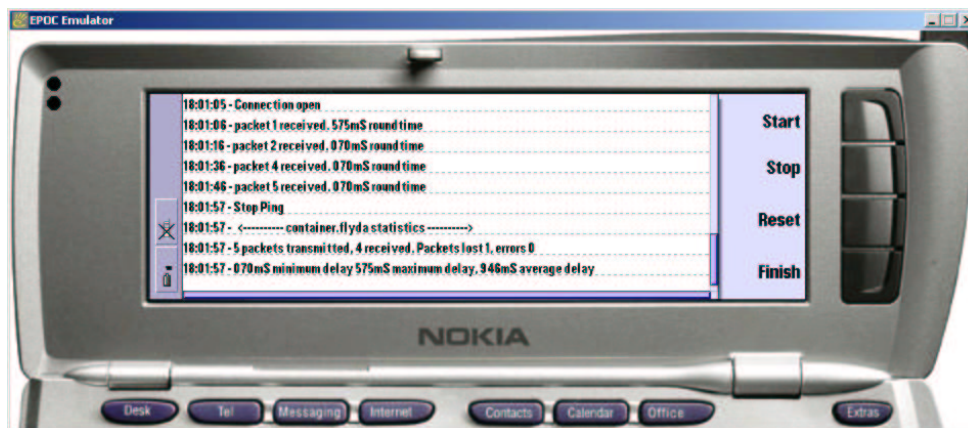 EPOC Emulator
18:01:05 - Connection open
18:01:06 - packet 1 received. 575mS round time
18:01:16 - packet 2 received. 070mS round time
18:01:36 - packet 4 received. 070mS round time
18:01:46 - packet 5 received. 070mS round time
18:01:57 - Stop Ping
18:01:57 - <---------- container.flyda statistics ---------->
18:01:57 - 5 packets transmitted, 4 received. Packets lost 1, errors 0
18:01:57 - 070mS minimum delay 575mS maximum delay, 946mS average delay
Start
Stop
Reset
Finish
NOKIA
Desk
Tel
Messaging
Internet
Contacts
Calendar
Office
Extras